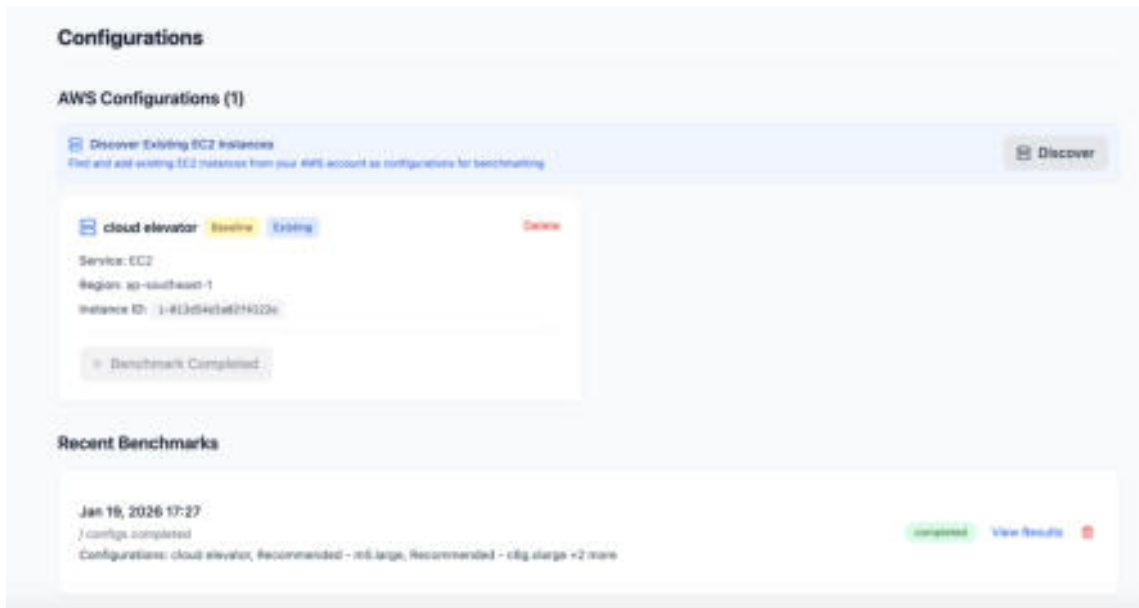 Configurations
AWS Configurations (1)
Discover Existing EC2 Instances
Find and add existing EC2 instances from your AWS account as configurations for benchmarking
Discover
cloud elevator Baseline Existing Delete
Service: EC2
Region: ap-southeast-1
Instance ID:
Benchmark Completed
Recent Benchmarks
Jan 19, 2026 17:27
/ configs completed
completed View Results
Configurations: cloud elevator, Recommended - m5.large, Recommended - +2 more